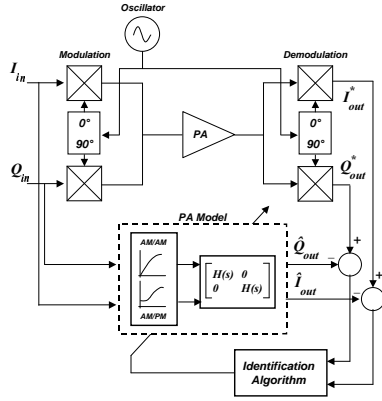 Oscillator
Modulation
Demodulation
I_in
I*_out
0°
90°
PA
0°
90°
Q_in
Q*_out
PA Model
AM/AM
AM/PM
H(s) 0
0 H(s)
Q̂_out
Î_out
+
−
+
−
Identification
Algorithm